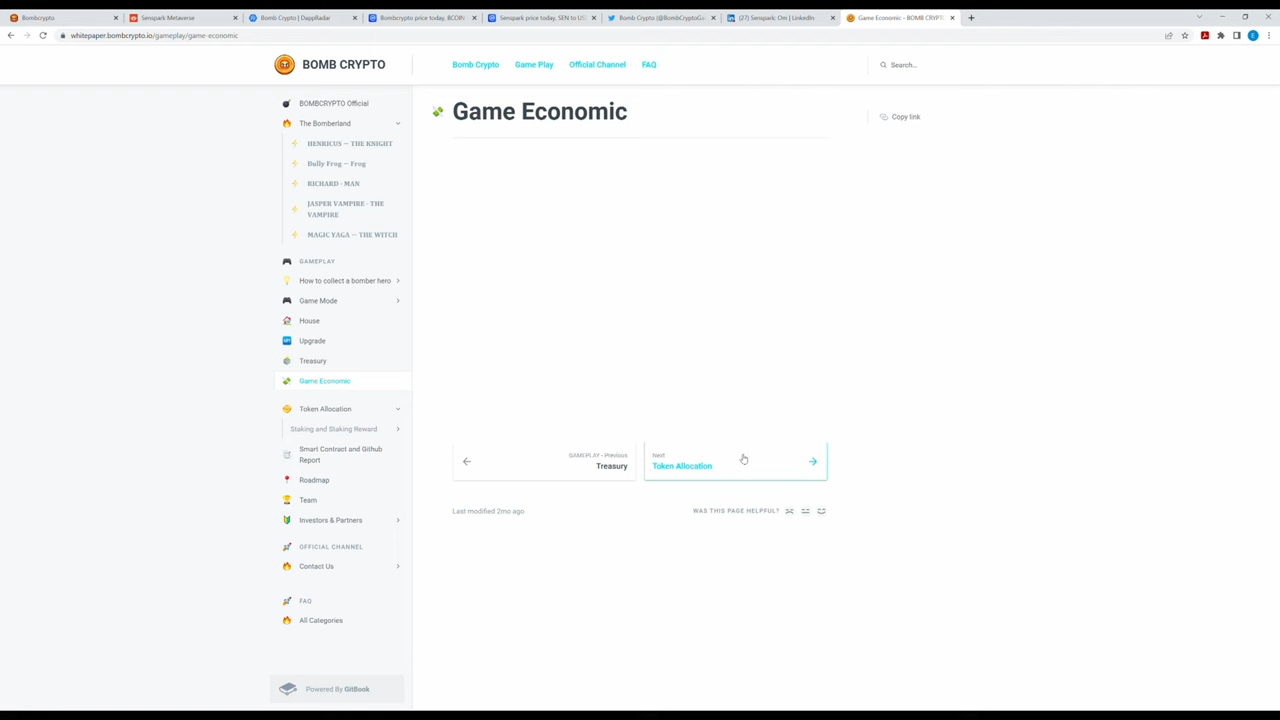 Bombcrypto
Senspark Metaverse
Bomb Crypto | DappRadar
Bombcrypto price today, BCOIN
Senspark price today, SEN to US
Bomb Crypto (@BombCryptoG
(27) Senspark: Om | LinkedIn
Game Economic - BOMB CRYPT
whitepaper.bombcrypto.io/gameplay/game-economic
BOMB CRYPTO
Bomb Crypto
Game Play
Official Channel
FAQ
Search...
BOMBCRYPTO Official
The Bomberland
HENRICUS — THE KNIGHT
Bully Frog — Frog
RICHARD - MAN
JASPER VAMPIRE - THE
VAMPIRE
MAGIC YAGA — THE WITCH
GAMEPLAY
How to collect a bomber hero
Game Mode
House
Upgrade
Treasury
Game Economic
Token Allocation
Staking and Staking Reward
Smart Contract and Github
Report
Roadmap
Team
Investors & Partners
OFFICIAL CHANNEL
Contact Us
FAQ
All Categories
Powered By GitBook
Game Economic
Copy link
GAMEPLAY - Previous
Treasury
Next
Token Allocation
Last modified 2mo ago
WAS THIS PAGE HELPFUL?